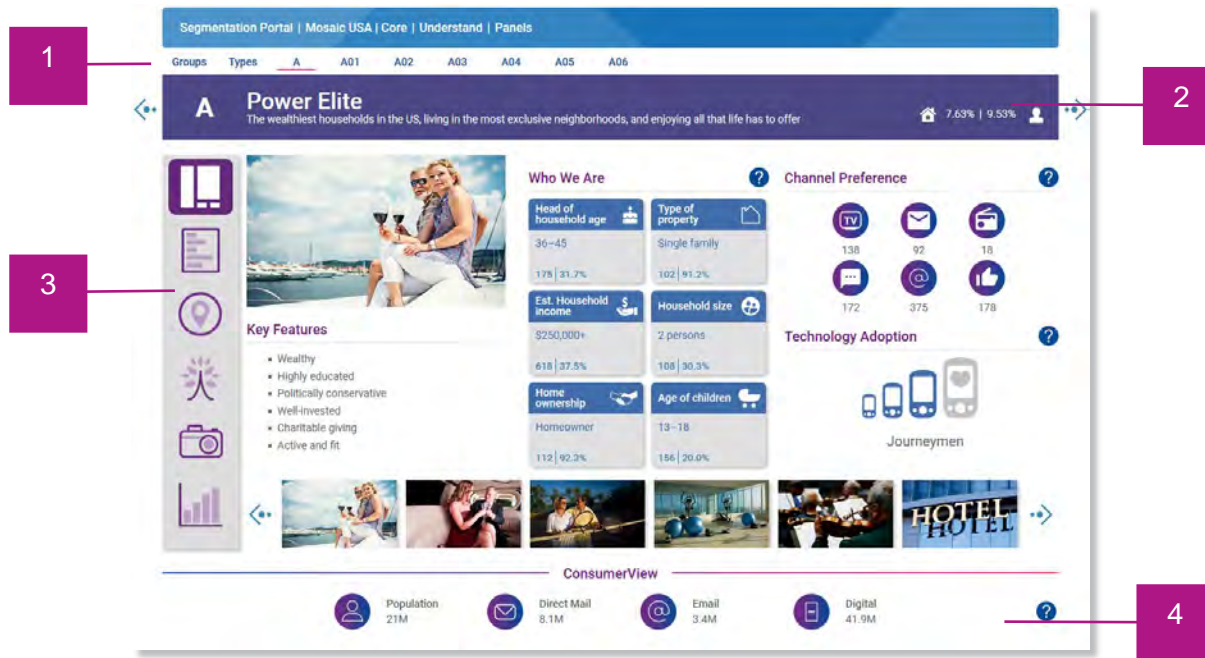 1
2
3
4
Segmentation Portal | Mosaic USA | Core | Understand | Panels
Groups Types A A01 A02 A03 A04 A05 A06
A
Power Elite
The wealthiest households in the US, living in the most exclusive neighborhoods, and enjoying all that life has to offer
7.63% | 9.53%
Who We Are ?
Head of
household age
36–45
175 | 31.7%
Type of
property
Single family
102 | 91.2%
Est. Household
income
$
$250,000+
618 | 37.5%
Household size
2 persons
108 | 30.3%
Home
ownership
Homeowner
112 | 92.3%
Age of children
13–18
156 | 20.0%
Channel Preference ?
TV
138 92 18
@
172 375 178
Technology Adoption ?
Journeymen
Key Features
▪ Wealthy
▪ Highly educated
▪ Politically conservative
▪ Well-invested
▪ Charitable giving
▪ Active and fit
HOTEL
ConsumerView
Population
21M
Direct Mail
8.1M
@
Email
3.4M
Digital
41.9M
?